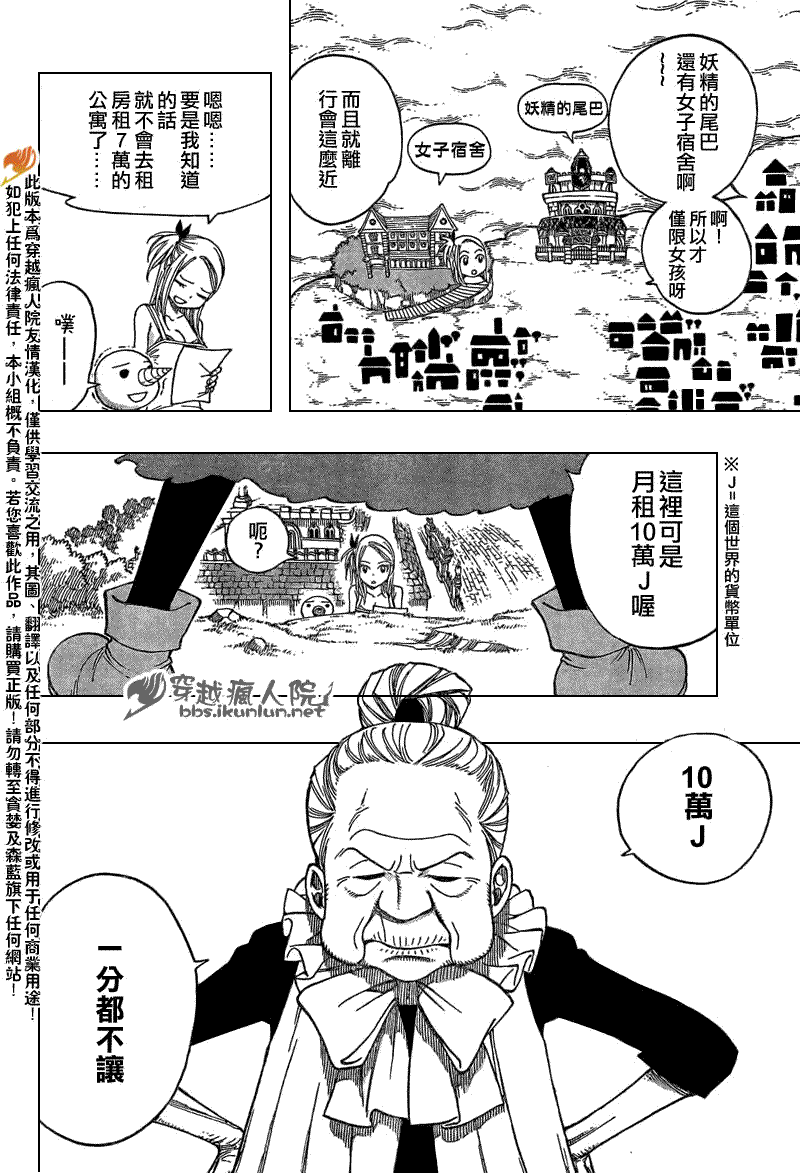 妖精的尾巴
還有女子宿舍啊
~~~
啊！
所以才
僅限女孩呀
妖精的尾巴
女子宿舍
而且就離
行會這麼近
嗯嗯……
要是我知道
的話
就不會去租
房租7萬的
公寓了……
噗——
※J=這個世界的貨幣單位
這裡可是
月租10萬J喔
呃？
穿越瘋人院
bbs.ikunlun.net
10
萬
J
一分都不讓
此版本爲穿越瘋人院友情漢化，僅供學習交流之用，其圖、翻譯以及任何部分不得進行修改或用于任何商業用途！
如犯上任何法律責任，本小組概不負責。若您喜歡此作品，請購買正版！請勿轉至貪婪及森藍旗下任何網站！